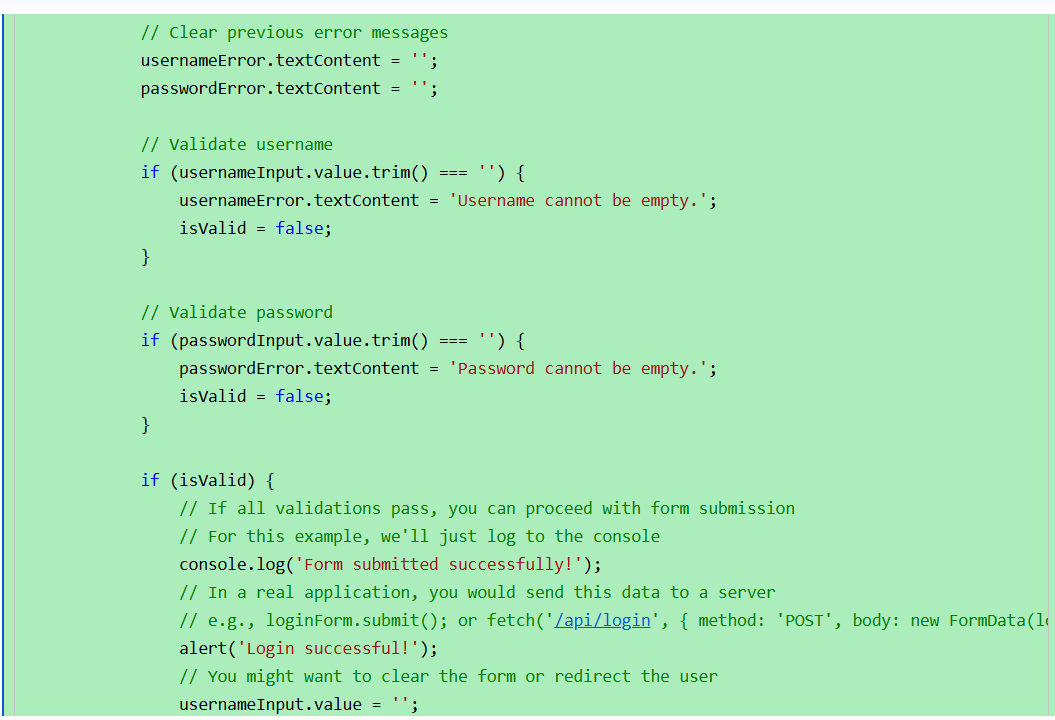 // Clear previous error messages
usernameError.textContent = '';
passwordError.textContent = '';
// Validate username
if (usernameInput.value.trim() === '') {
usernameError.textContent = 'Username cannot be empty.';
isValid = false;
}
// Validate password
if (passwordInput.value.trim() === '') {
passwordError.textContent = 'Password cannot be empty.';
isValid = false;
}
if (isValid) {
// If all validations pass, you can proceed with form submission
// For this example, we'll just log to the console
console.log('Form submitted successfully!');
// In a real application, you would send this data to a server
// e.g., loginForm.submit(); or fetch('/api/login', { method: 'POST', body: new FormData(l
alert('Login successful!');
// You might want to clear the form or redirect the user
usernameInput.value = '';